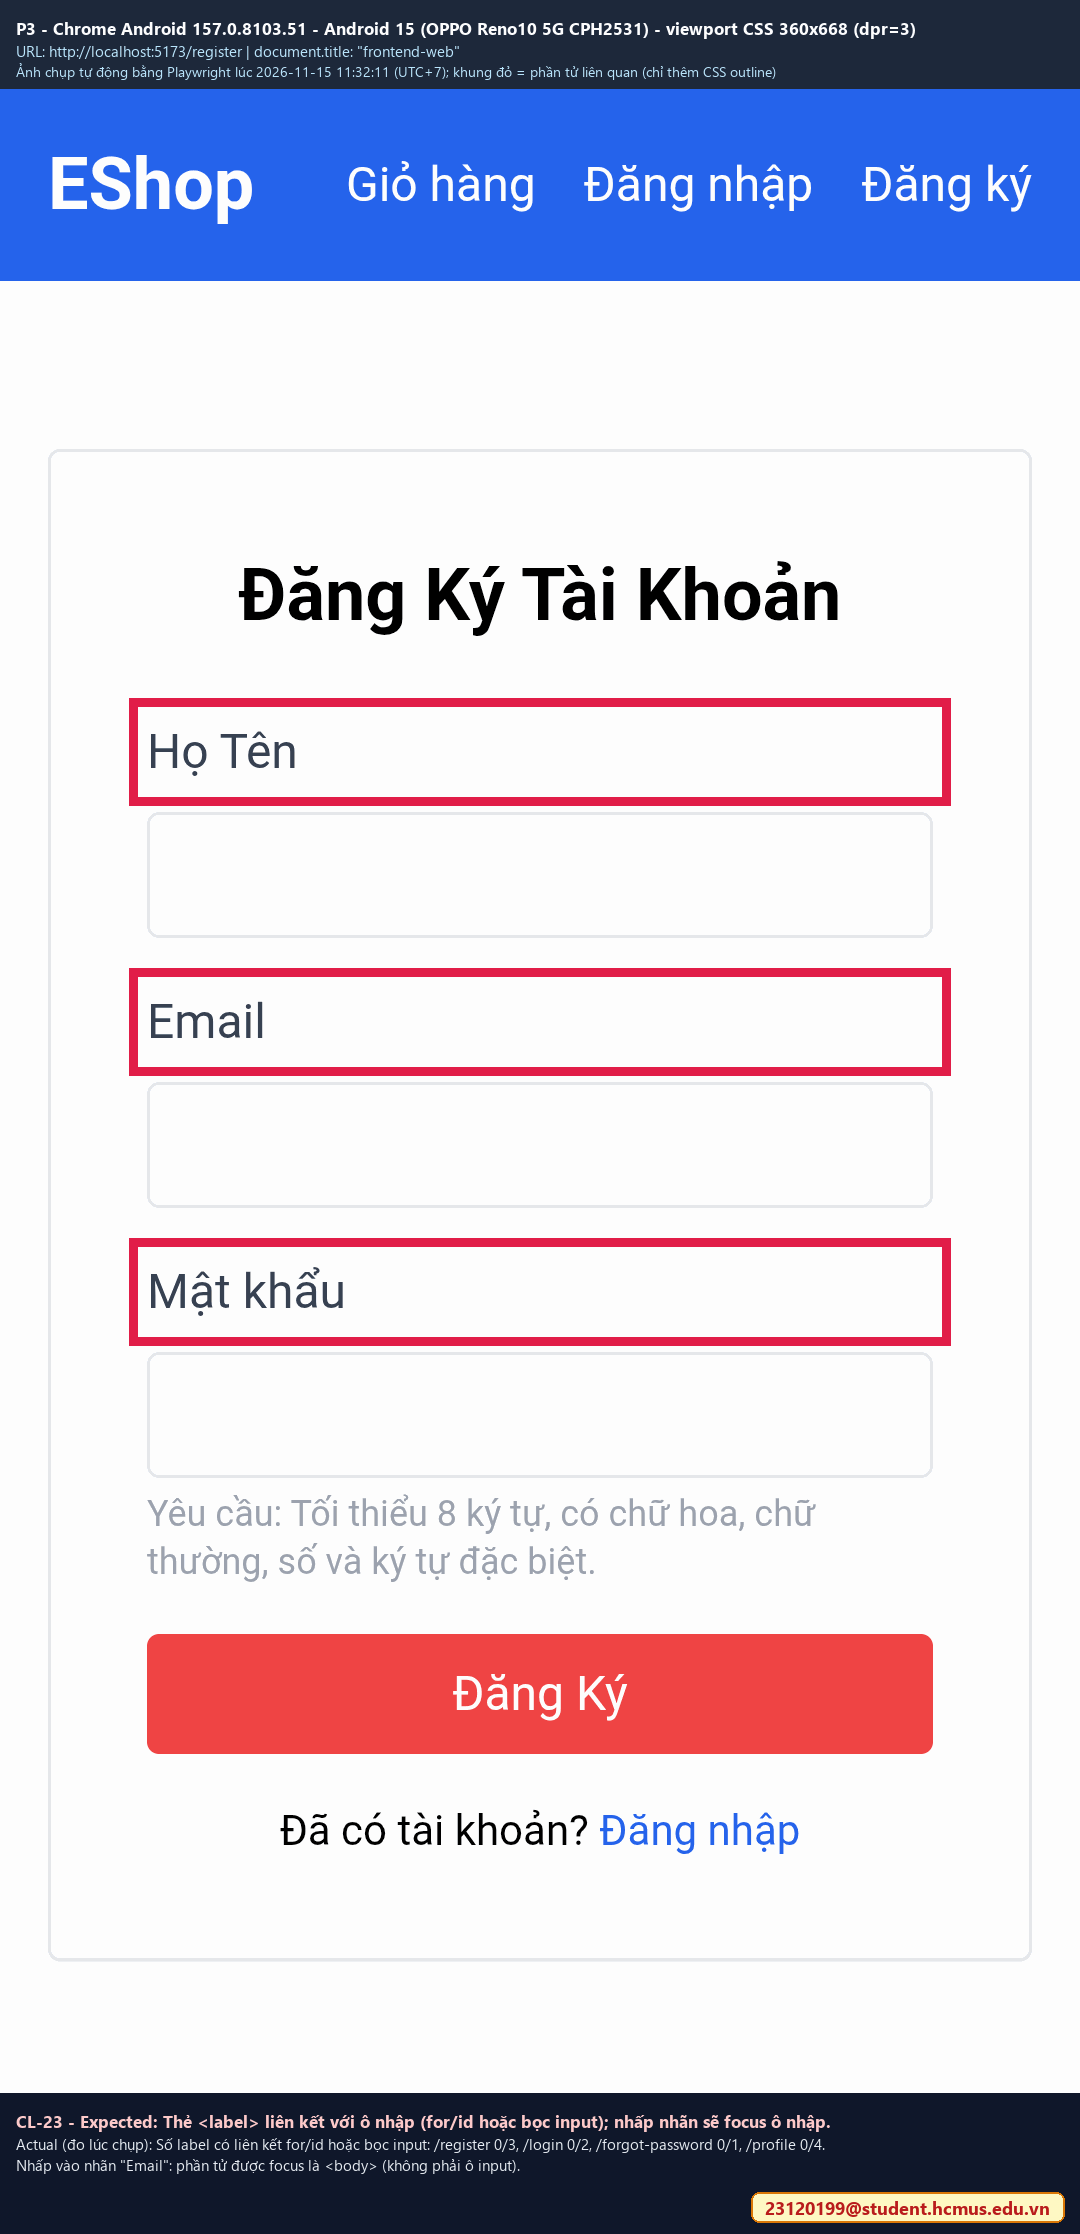 P3 - Chrome Android 157.0.8103.51 - Android 15 (OPPO Reno10 5G CPH2531) - viewport CSS 360x668 (dpr=3)
URL: http://localhost:5173/register | document.title: "frontend-web"
Ảnh chụp tự động bằng Playwright lúc 2026-11-15 11:32:11 (UTC+7); khung đỏ = phần tử liên quan (chỉ thêm CSS outline)
EShop Giỏ hàng Đăng nhập Đăng ký
Đăng Ký Tài Khoản
Họ Tên
Email
Mật khẩu
Yêu cầu: Tối thiểu 8 ký tự, có chữ hoa, chữ
thường, số và ký tự đặc biệt.
Đăng Ký
Đã có tài khoản? Đăng nhập
CL-23 - Expected: Thẻ <label> liên kết với ô nhập (for/id hoặc bọc input); nhấp nhãn sẽ focus ô nhập.
Actual (đo lúc chụp): Số label có liên kết for/id hoặc bọc input: /register 0/3, /login 0/2, /forgot-password 0/1, /profile 0/4.
Nhấp vào nhãn "Email": phần tử được focus là <body> (không phải ô input).
23120199@student.hcmus.edu.vn